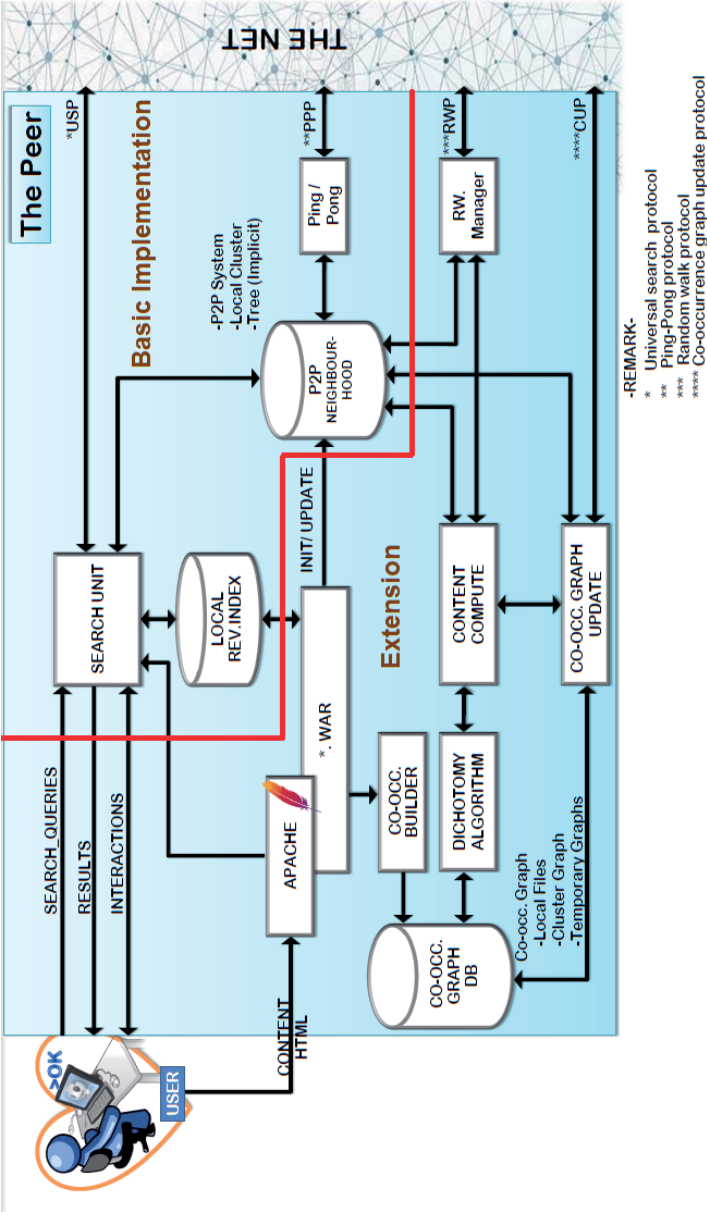 >OK
USER
SEARCH_QUERIES
RESULTS
INTERACTIONS
CONTENT
HTML
The Peer
*USP
Basic Implementation
SEARCH UNIT
LOCAL
REV.INDEX
-P2P System
-Local Cluster
-Tree (Implicit)
P2P
NEIGHBOUR-
HOOD
Ping /
Pong
**PPP
THE NET
INIT/ UPDATE
APACHE
*. WAR
Extension
CO-OCC.
BUILDER
CO-OCC.
GRAPH
DB
DICHOTOMY
ALGORITHM
CONTENT
COMPUTE
RW.
Manager
***RWP
Co-occ. Graph
-Local Files
-Cluster Graph
-Temporary Graphs
CO-OCC. GRAPH
UPDATE
****CUP
-REMARK-
* Universal search protocol
** Ping-Pong protocol
*** Random walk protocol
**** Co-occurrence graph update protocol